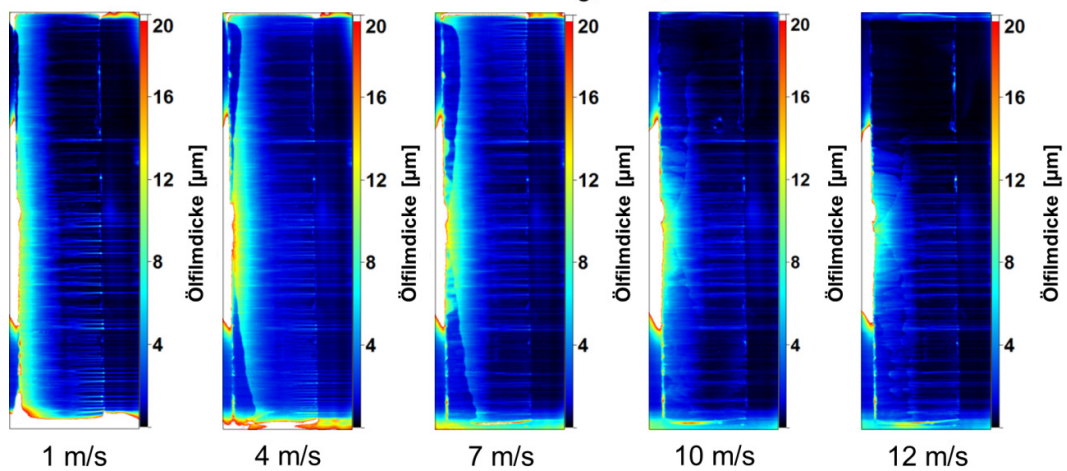 20 20 20 20 20
16 16 16 16 16
12 12 12 12 12
8 8 8 8 8
4 4 4 4 4
Ölfilmdicke [µm]
Ölfilmdicke [µm]
Ölfilmdicke [µm]
Ölfilmdicke [µm]
Ölfilmdicke [µm]
1 m/s 4 m/s 7 m/s 10 m/s 12 m/s